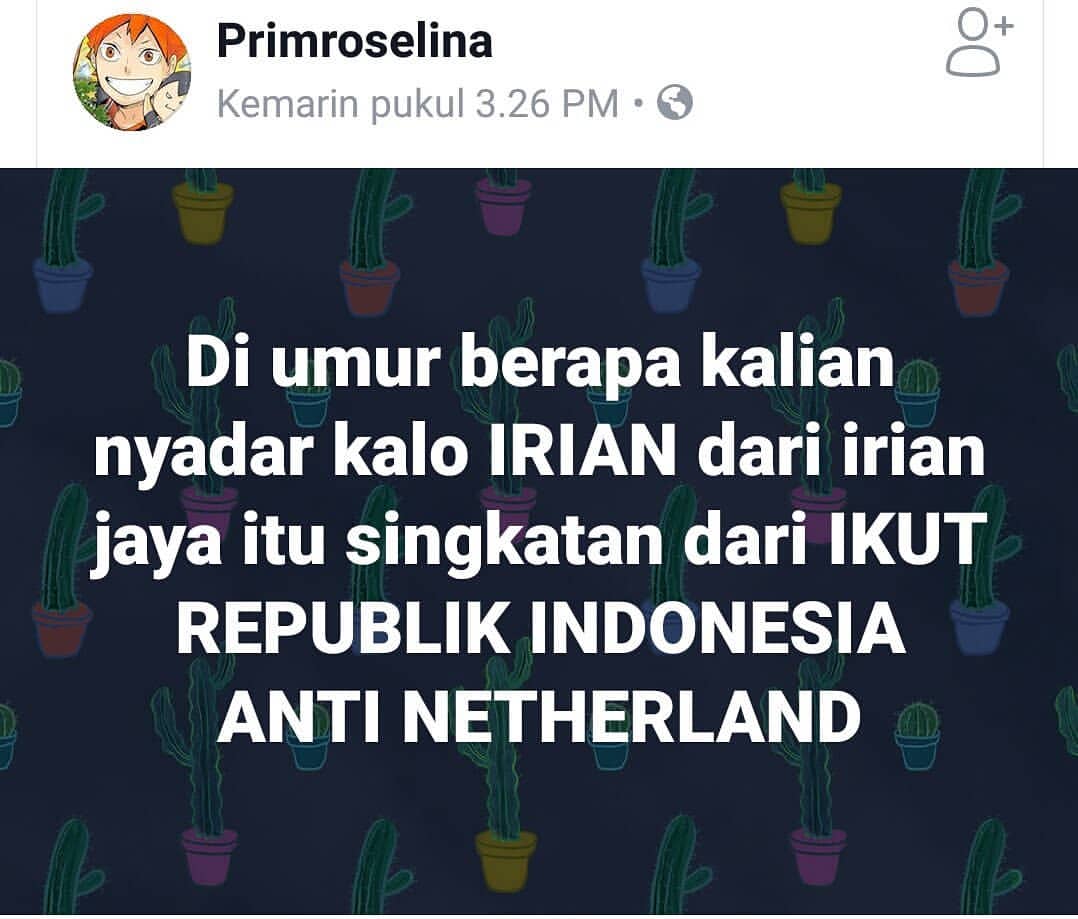 Primroselina
Kemarin pukul 3.26 PM •
Di umur berapa kalian
nyadar kalo IRIAN dari irian
jaya itu singkatan dari IKUT
REPUBLIK INDONESIA
ANTI NETHERLAND